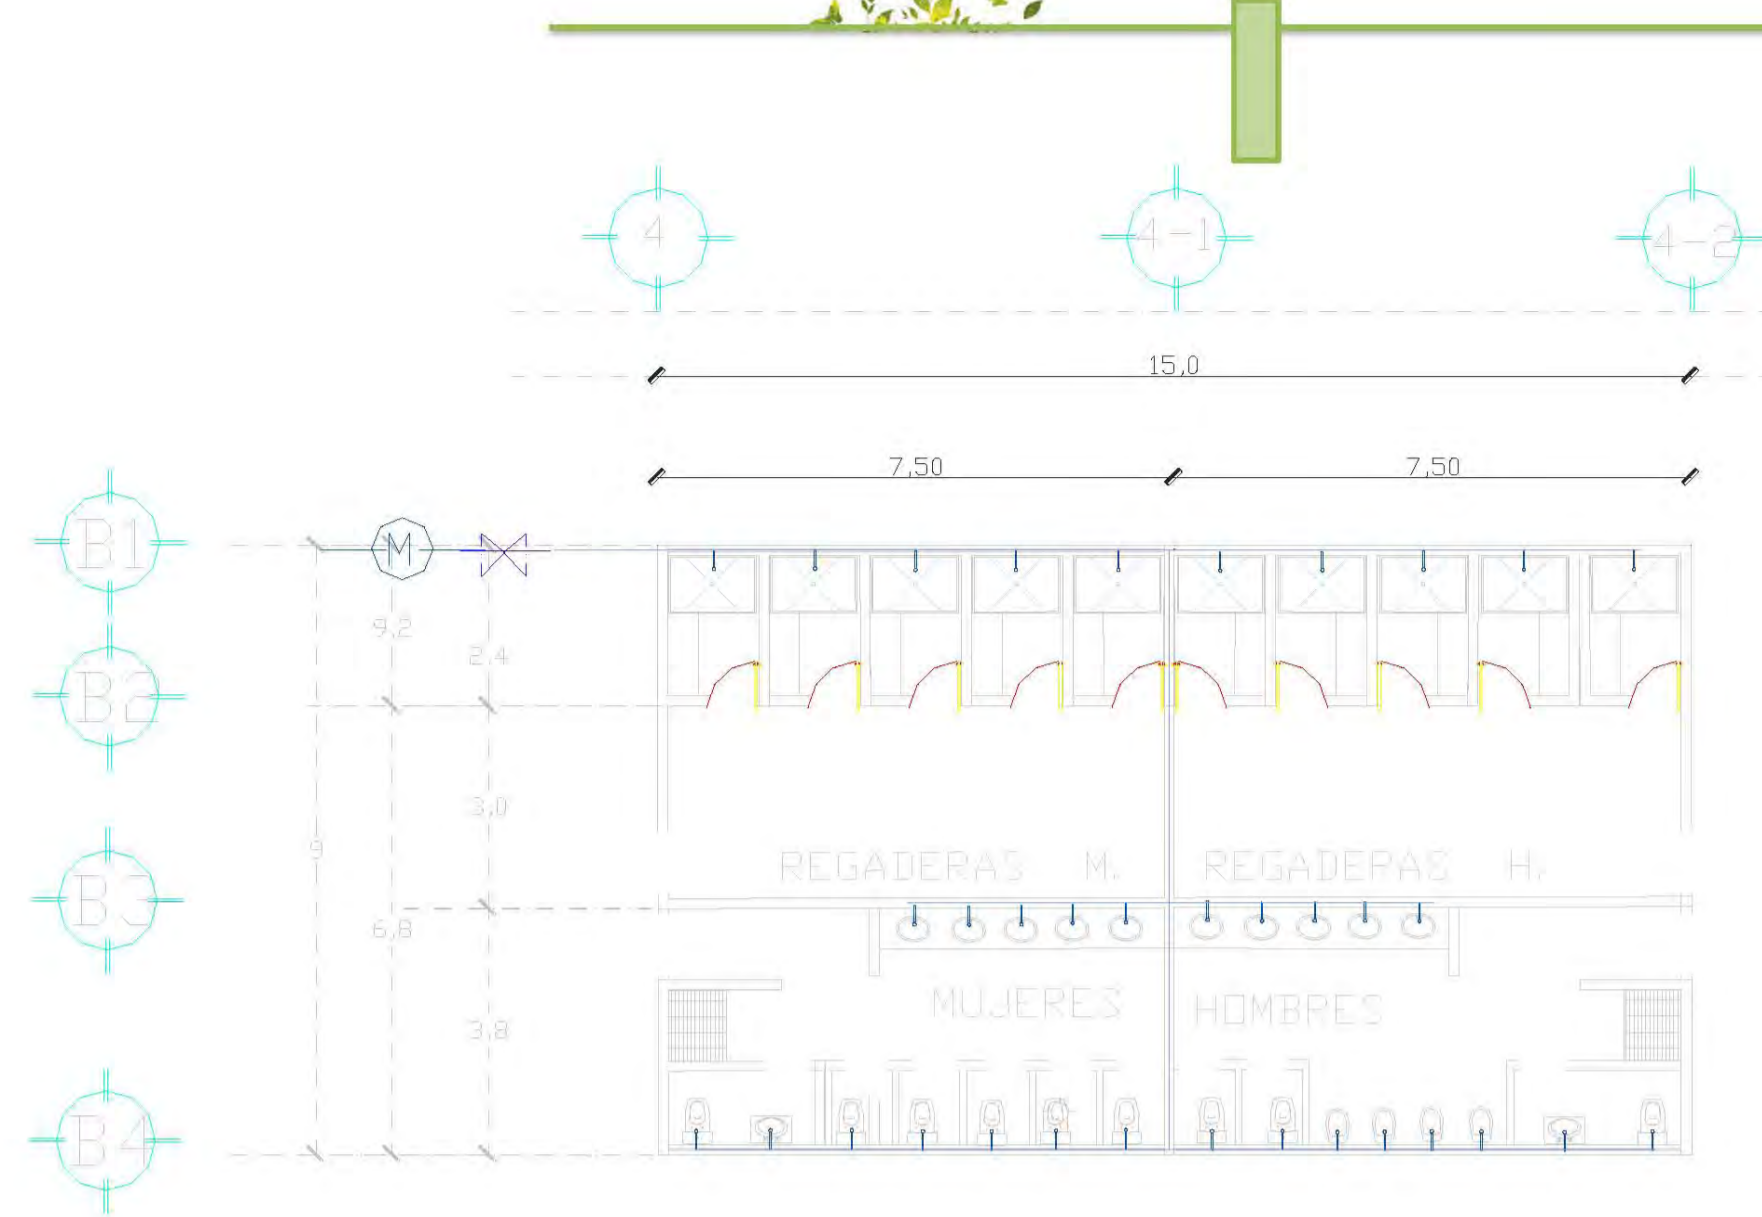 4 4-1 4-2
15,0
7,50 7,50
B1 M
9,2
2.4
B2
3,0
9
REGADERAS M. REGADERAS H.
B3
6,8
MUJERES HOMBRES
3,8
B4